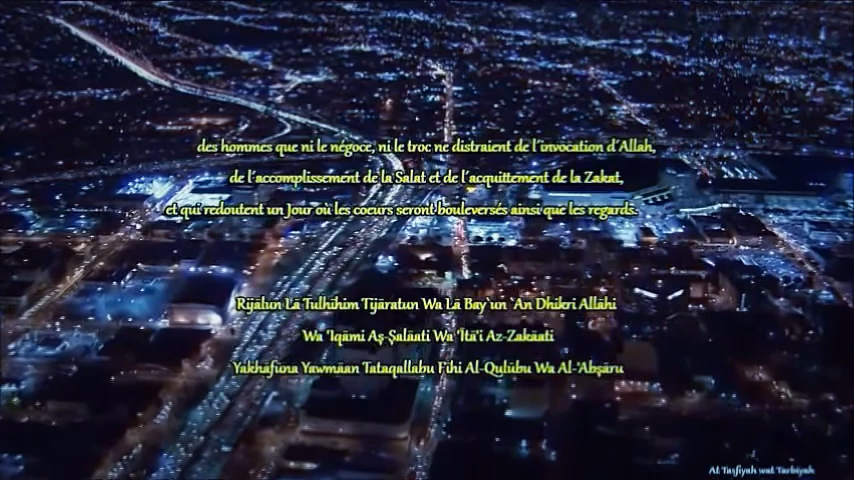 des hommes que ni le négoce, ni le troc ne distraient de l´invocation d´Allah,
de l´accomplissement de la Salat et de l´acquittement de la Zakat,
et qui redoutent un Jour où les coeurs seront bouleversés ainsi que les regards.
Rijālun Lā Tulhīhim Tijāratun Wa Lā Bay`un `An Dhikri Allāhi
Wa 'Iqāmi Aş-Şalāati Wa 'Ītā'i Az-Zakāati
Yakhāfūna Yawmāan Tataqallabu Fīhi Al-Qulūbu Wa Al-'Abşāru
Al Tasfiyah wal Tarbiyah